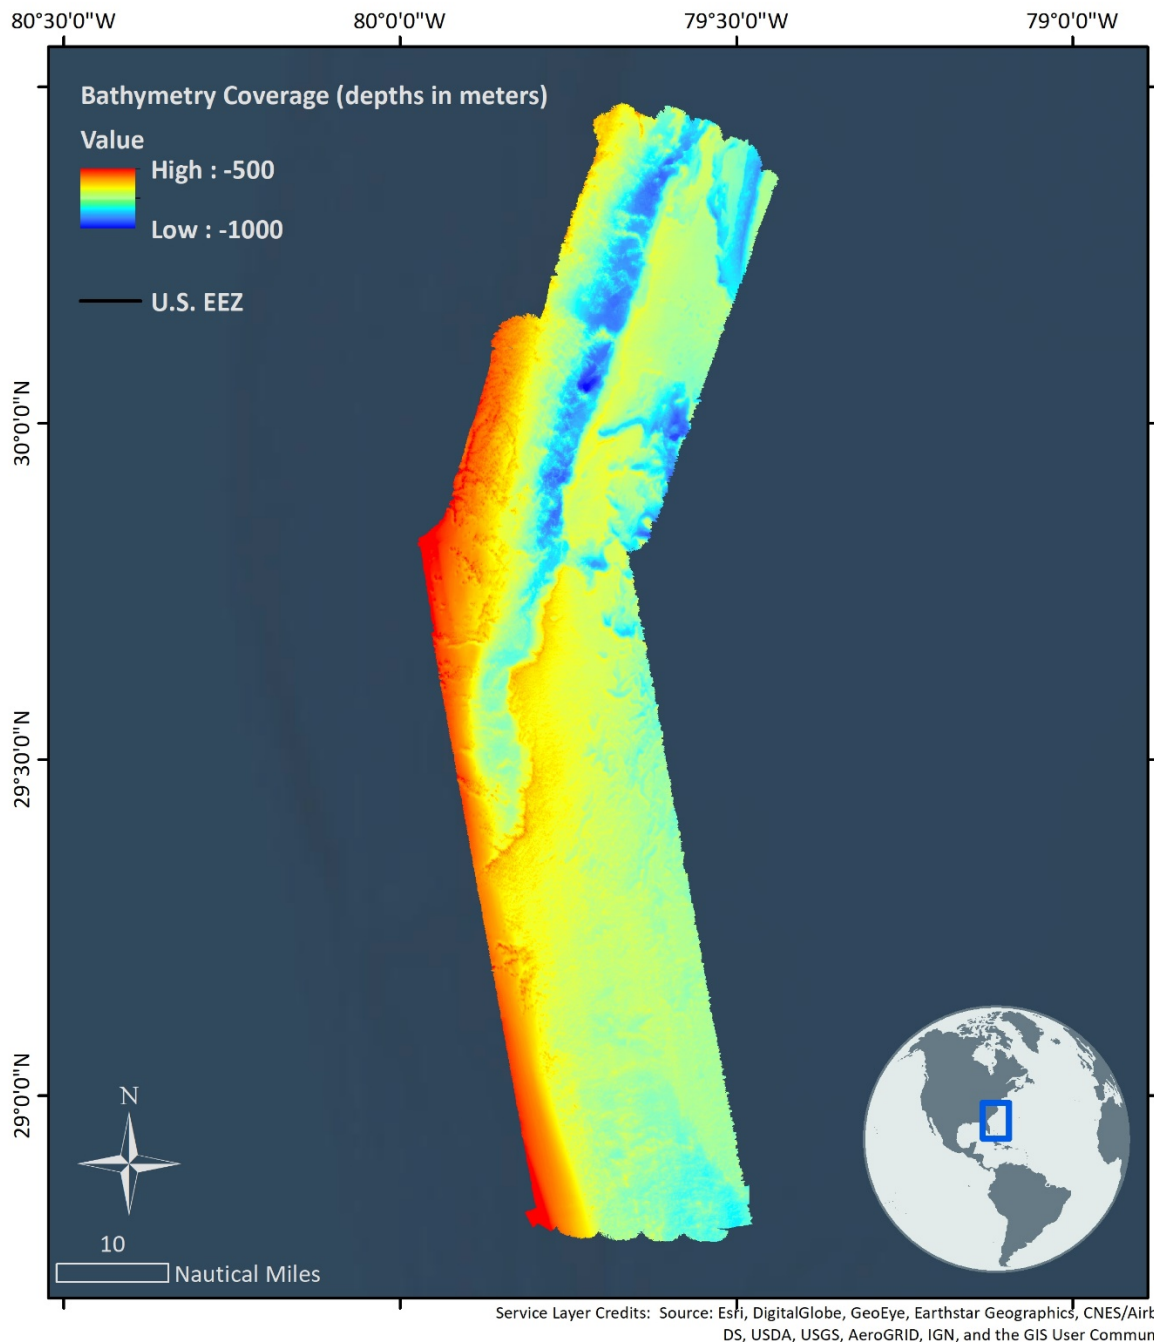 80°30'0"W 80°0'0"W 79°30'0"W 79°0'0"W
Bathymetry Coverage (depths in meters)
Value
High : -500
Low : -1000
U.S. EEZ
30°0'0"N
29°30'0"N
29°0'0"N
N
10
Nautical Miles
Service Layer Credits: Source: Esri, DigitalGlobe, GeoEye, Earthstar Geographics, CNES/Airb
DS, USDA, USGS, AeroGRID, IGN, and the GIS User Commun